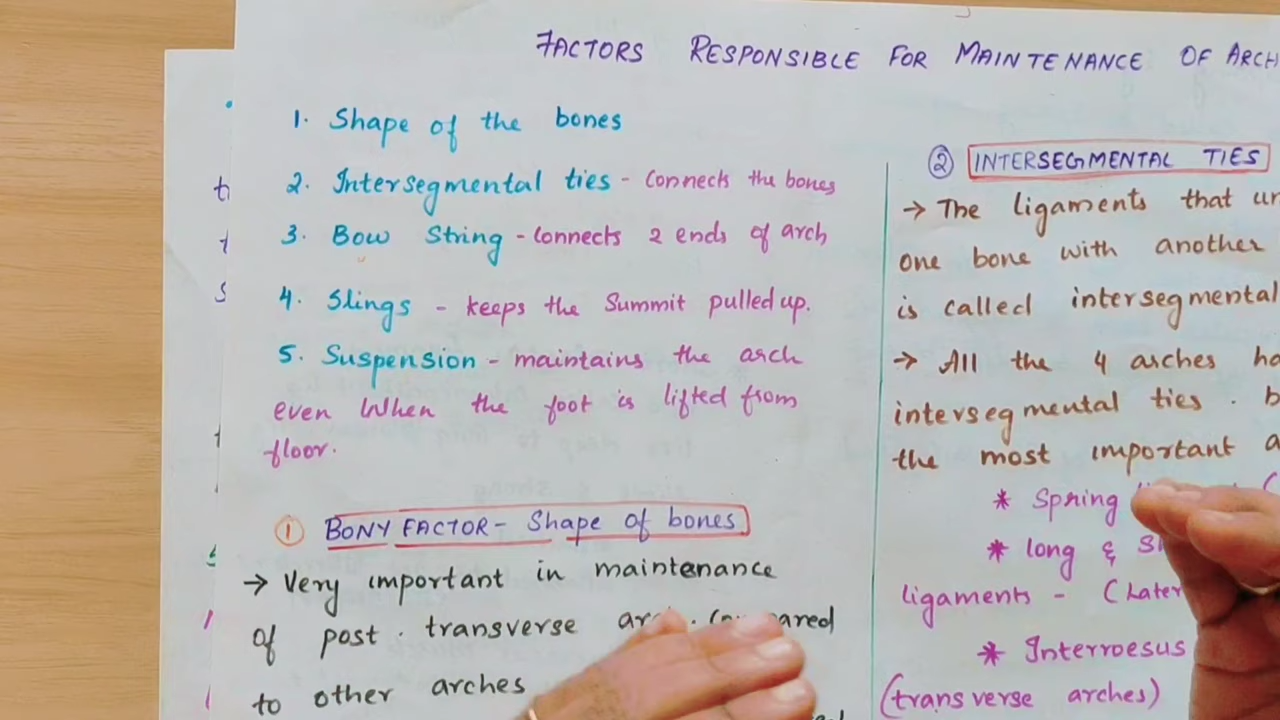 FACTORS RESPONSIBLE FOR MAINTENANCE OF ARCH
1. Shape of the bones
2. Intersegmental ties - Connects the bones
3. Bow String - Connects 2 ends of arch
4. Slings - keeps the Summit pulled up.
5. Suspension - maintains the arch
even When the foot is lifted from
floor.
① BONY FACTOR - Shape of bones
→ Very important in maintenance
of post. transverse
to other arches
② INTERSEGMENTAL TIES
→ The ligaments that
one bone with another
is called intersegmental
→ All the 4 arches
intersegmental ties.
the most important
* Spring
* long &
ligaments -
* Interroesus
(transverse arches)